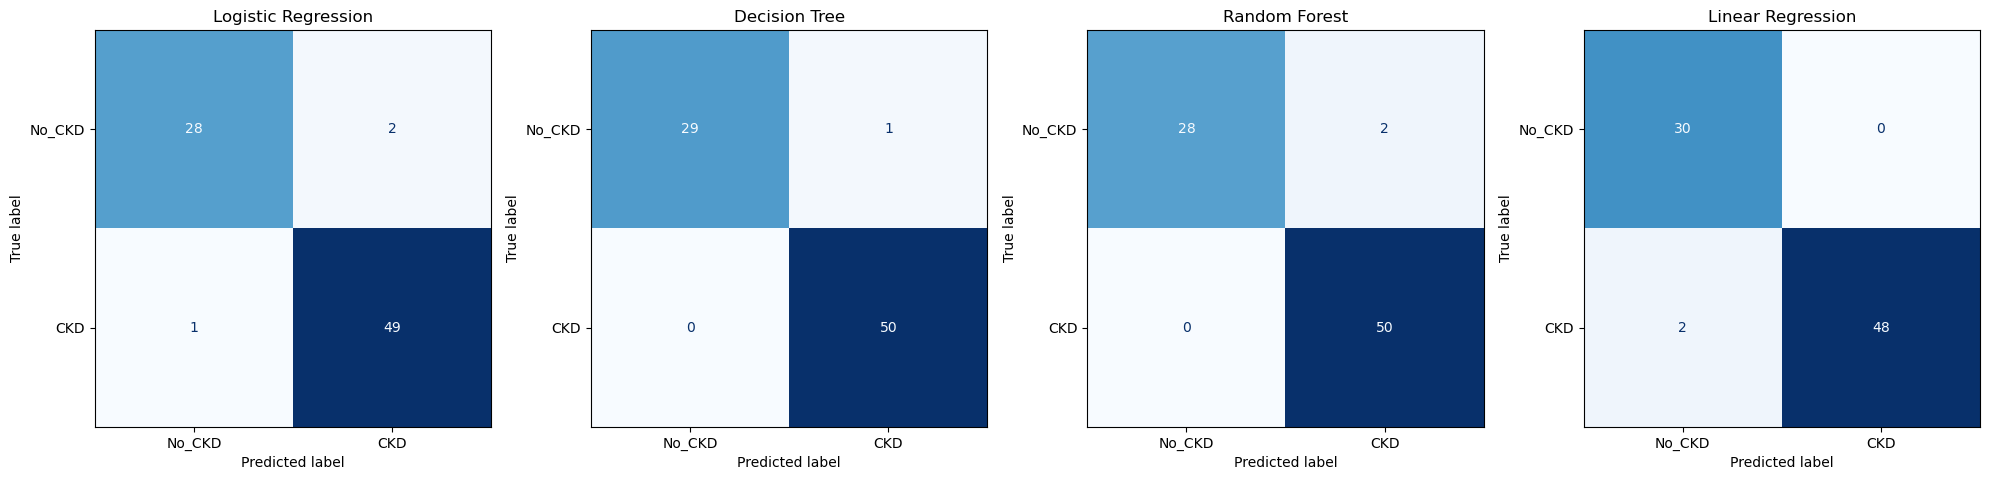 Logistic Regression
No_CKD
28
2
CKD
1
49
No_CKD
CKD
True label
Predicted label
Decision Tree
No_CKD
29
1
CKD
0
50
No_CKD
CKD
True label
Predicted label
Random Forest
No_CKD
28
2
CKD
0
50
No_CKD
CKD
True label
Predicted label
Linear Regression
No_CKD
30
0
CKD
2
48
No_CKD
CKD
True label
Predicted label